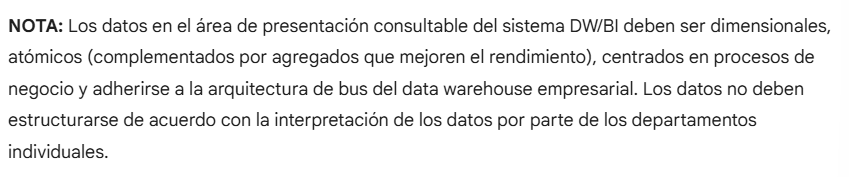 NOTA: Los datos en el área de presentación consultable del sistema DW/BI deben ser dimensionales,
atómicos (complementados por agregados que mejoren el rendimiento), centrados en procesos de
negocio y adherirse a la arquitectura de bus del data warehouse empresarial. Los datos no deben
estructurarse de acuerdo con la interpretación de los datos por parte de los departamentos
individuales.